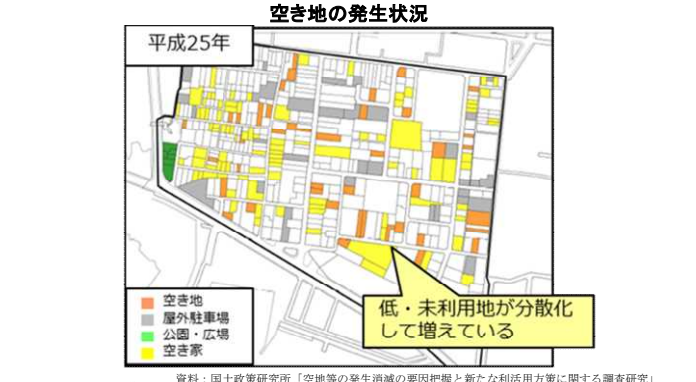 空き地の発生状況
平成25年
低・未利用地が分散化
して増えている
空き地
屋外駐車場
公園・広場
空き家
資料：国土政策研究所「空地等の発生消滅の要因把握と新たな利活用方策に関する調査研究」